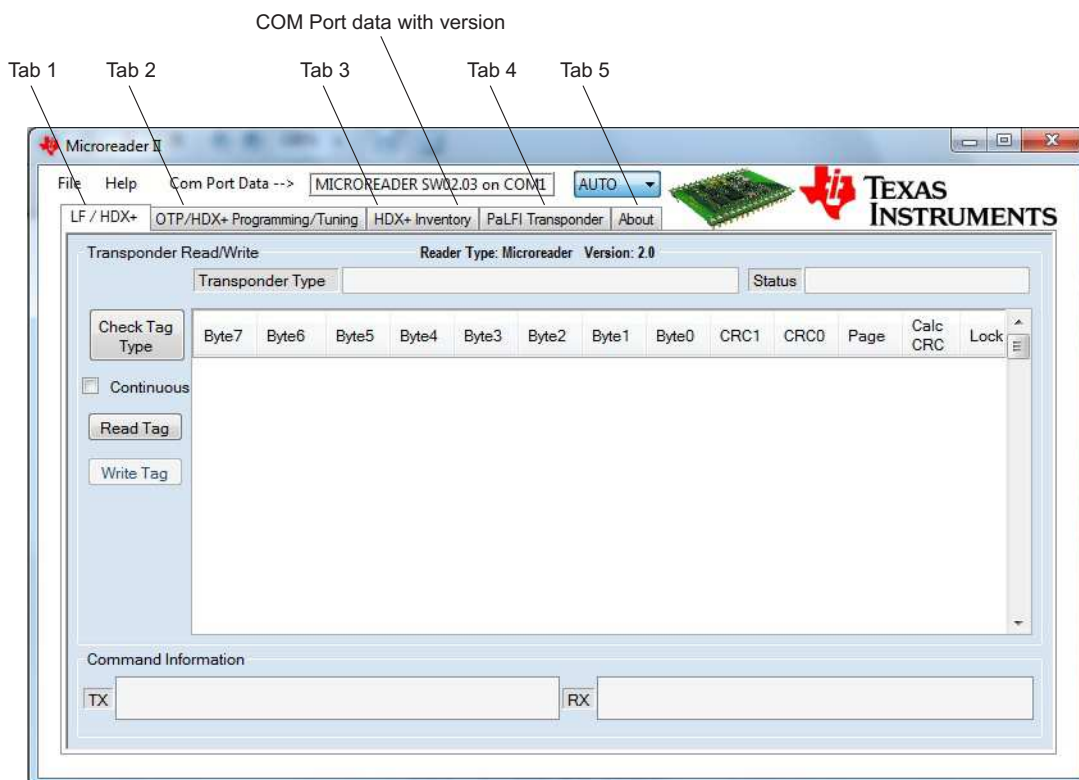 COM Port data with version
Tab 1 Tab 2 Tab 3 Tab 4 Tab 5
Microreader II
File Help Com Port Data --> MICROREADER SW02.03 on COM1 AUTO
TEXAS
INSTRUMENTS
LF / HDX+ OTP/HDX+ Programming/Tuning HDX+ Inventory PaLFI Transponder About
Transponder Read/Write Reader Type: Microreader Version: 2.0
Transponder Type Status
Check Tag
Type
Byte7 Byte6 Byte5 Byte4 Byte3 Byte2 Byte1 Byte0 CRC1 CRC0 Page Calc
CRC Lock
Continuous
Read Tag
Write Tag
Command Information
TX RX